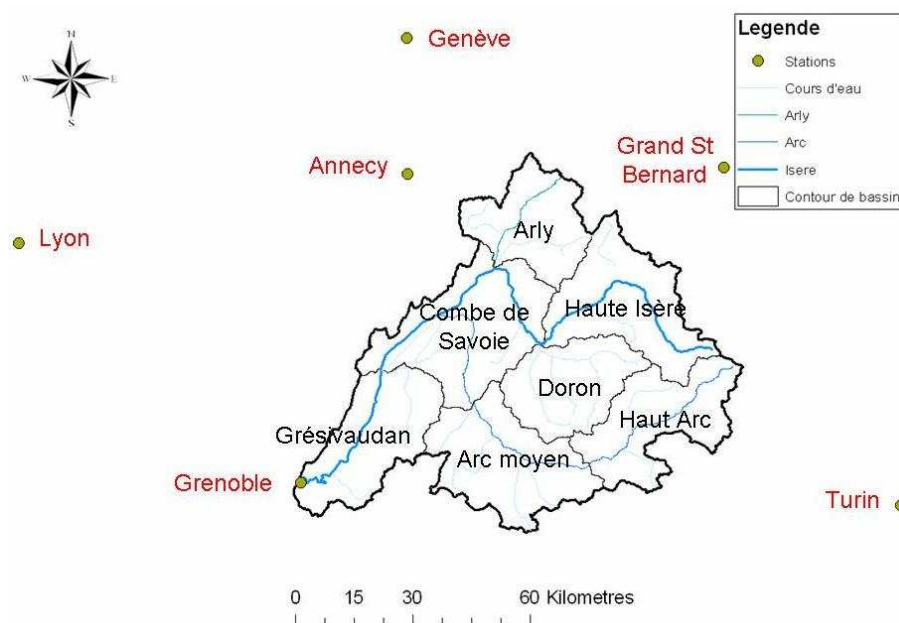 N
W
E
S
Genève
Annecy
Grand St
Bernard
Lyon
Legende
Stations
Cours d'eau
Arly
Arc
Isere
Contour de bassin
Arly
Combe de
Savoie
Haute Isère
Doron
Haut Arc
Grésivaudan
Arc moyen
Grenoble
Turin
0 15 30 60 Kilometres